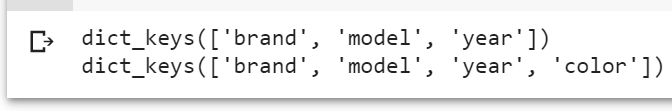 dict_keys(['brand', 'model', 'year'])
dict_keys(['brand', 'model', 'year', 'color'])